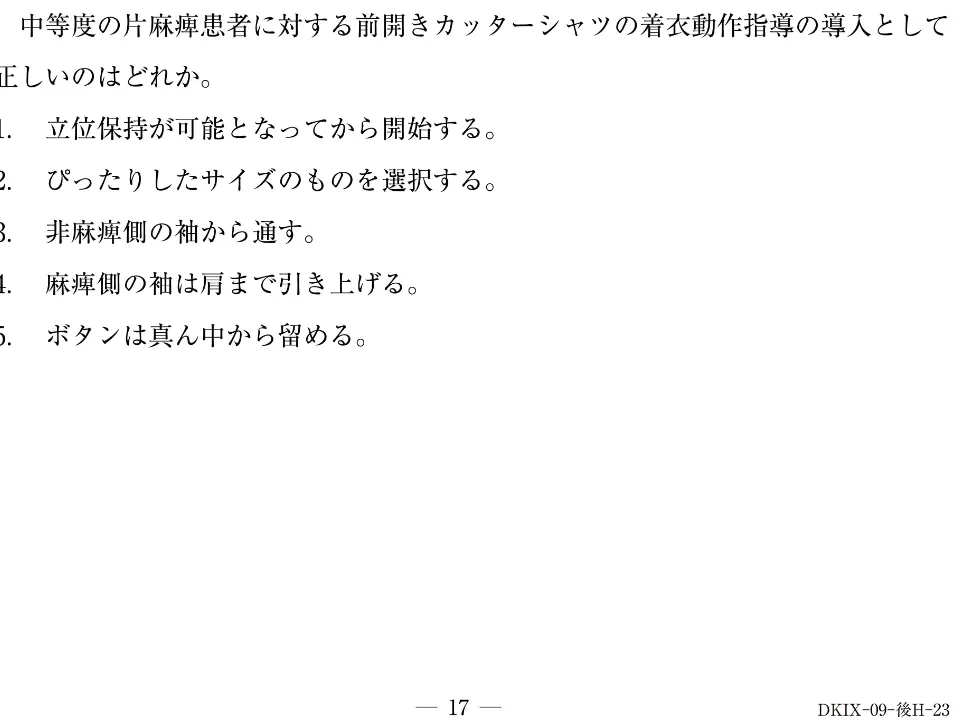 中等度の片麻痺患者に対する前開きカッターシャツの着衣動作指導の導入として
正しいのはどれか。
1. 立位保持が可能となってから開始する。
2. ぴったりしたサイズのものを選択する。
3. 非麻痺側の袖から通す。
4. 麻痺側の袖は肩まで引き上げる。
5. ボタンは真ん中から留める。
— 17 —
DKIX-09-後H-23